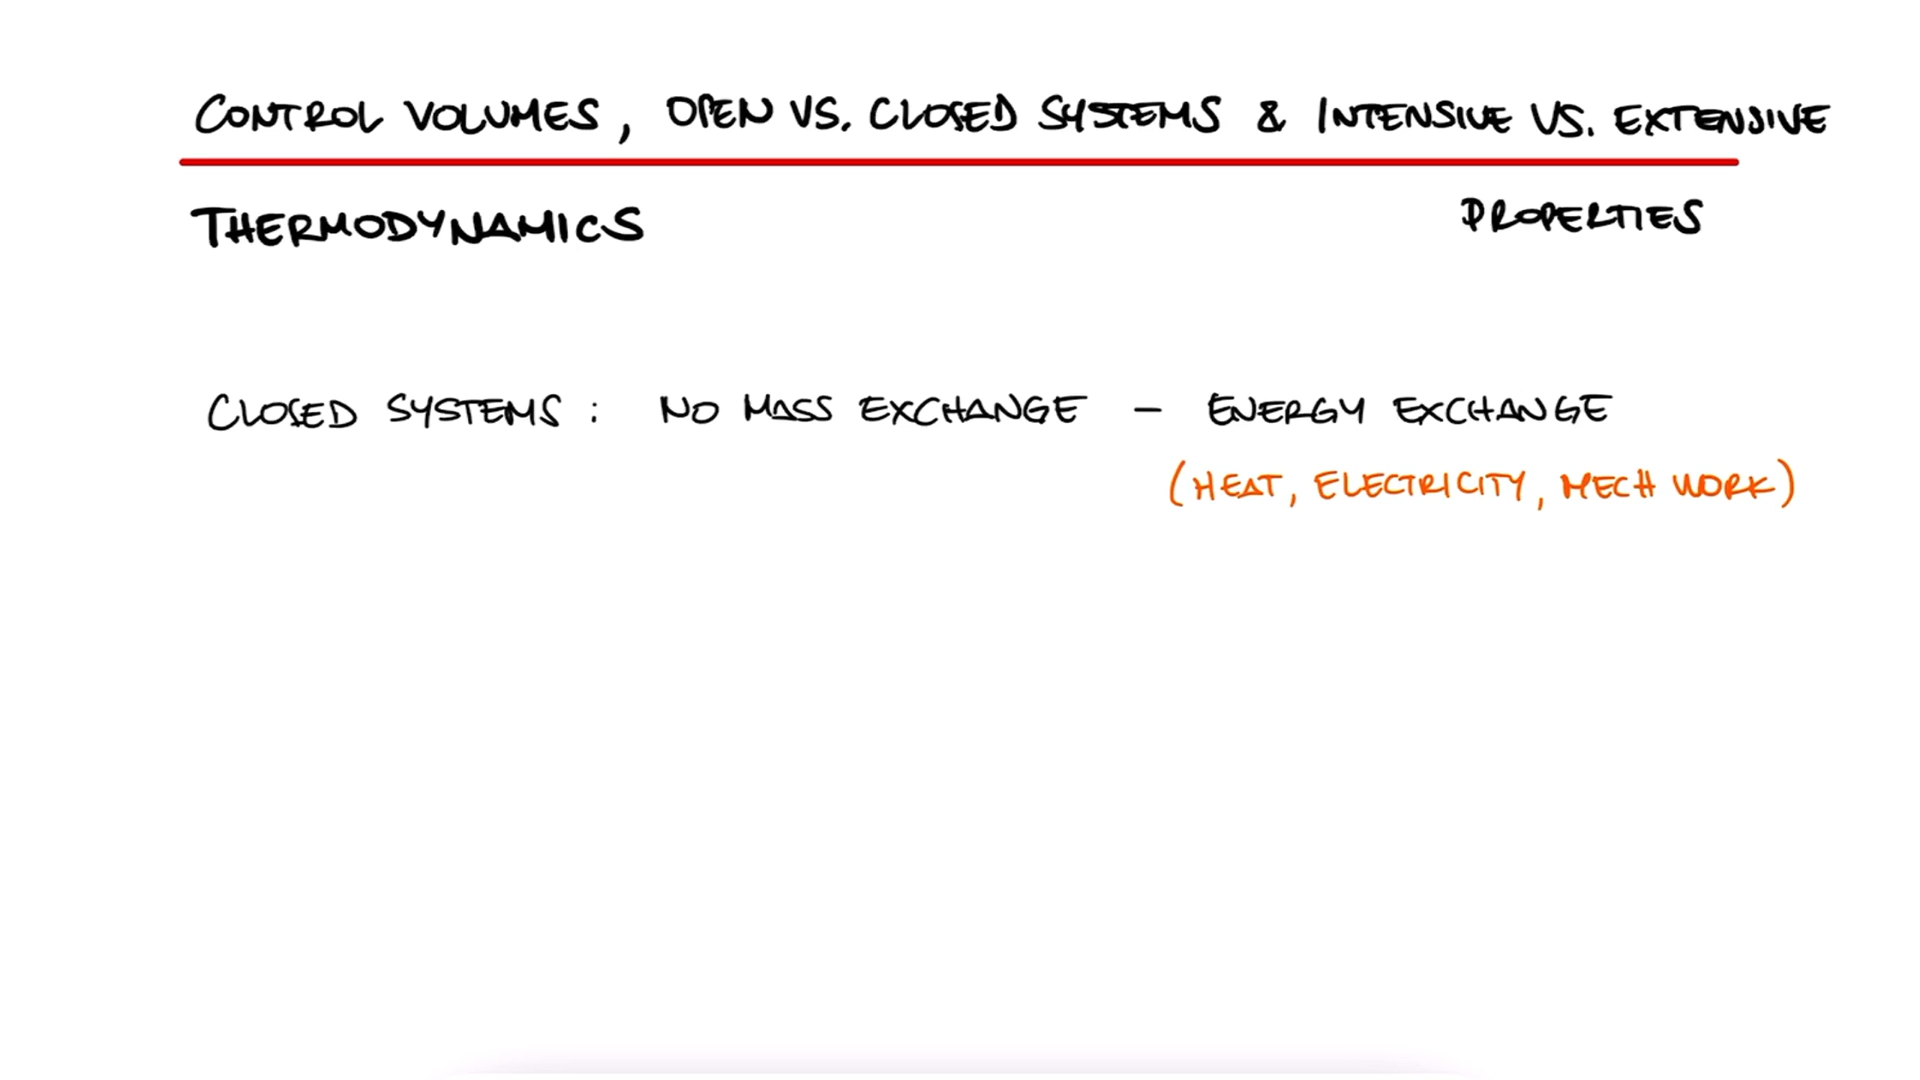 CONTROL VOLUMES, OPEN VS. CLOSED SYSTEMS & INTENSIVE VS. EXTENSIVE
THERMODYNAMICS PROPERTIES
CLOSED SYSTEMS: NO MASS EXCHANGE - ENERGY EXCHANGE
(HEAT, ELECTRICITY, MECH WORK)